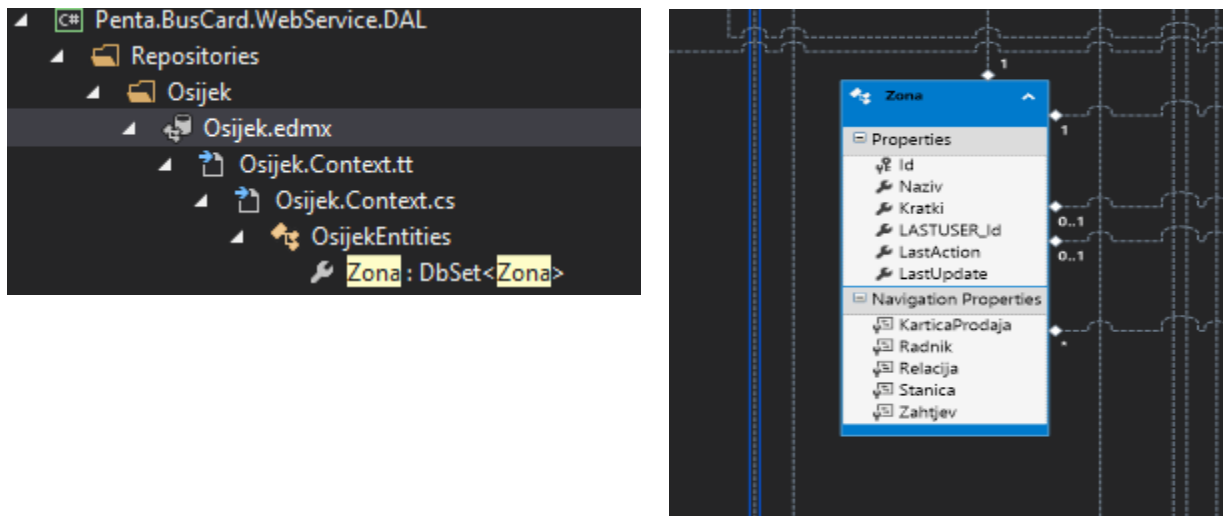 C# Penta.BusCard.WebService.DAL
Repositories
Osijek
Osijek.edmx
Osijek.Context.tt
Osijek.Context.cs
OsijekEntities
Zona : DbSet<Zona>
1
Zona
1
Properties
Id
Naziv
Kratki
0..1
LASTUSER_Id
LastAction
0..1
LastUpdate
Navigation Properties
KarticaProdaja
*
Radnik
Relacija
Stanica
Zahtjev